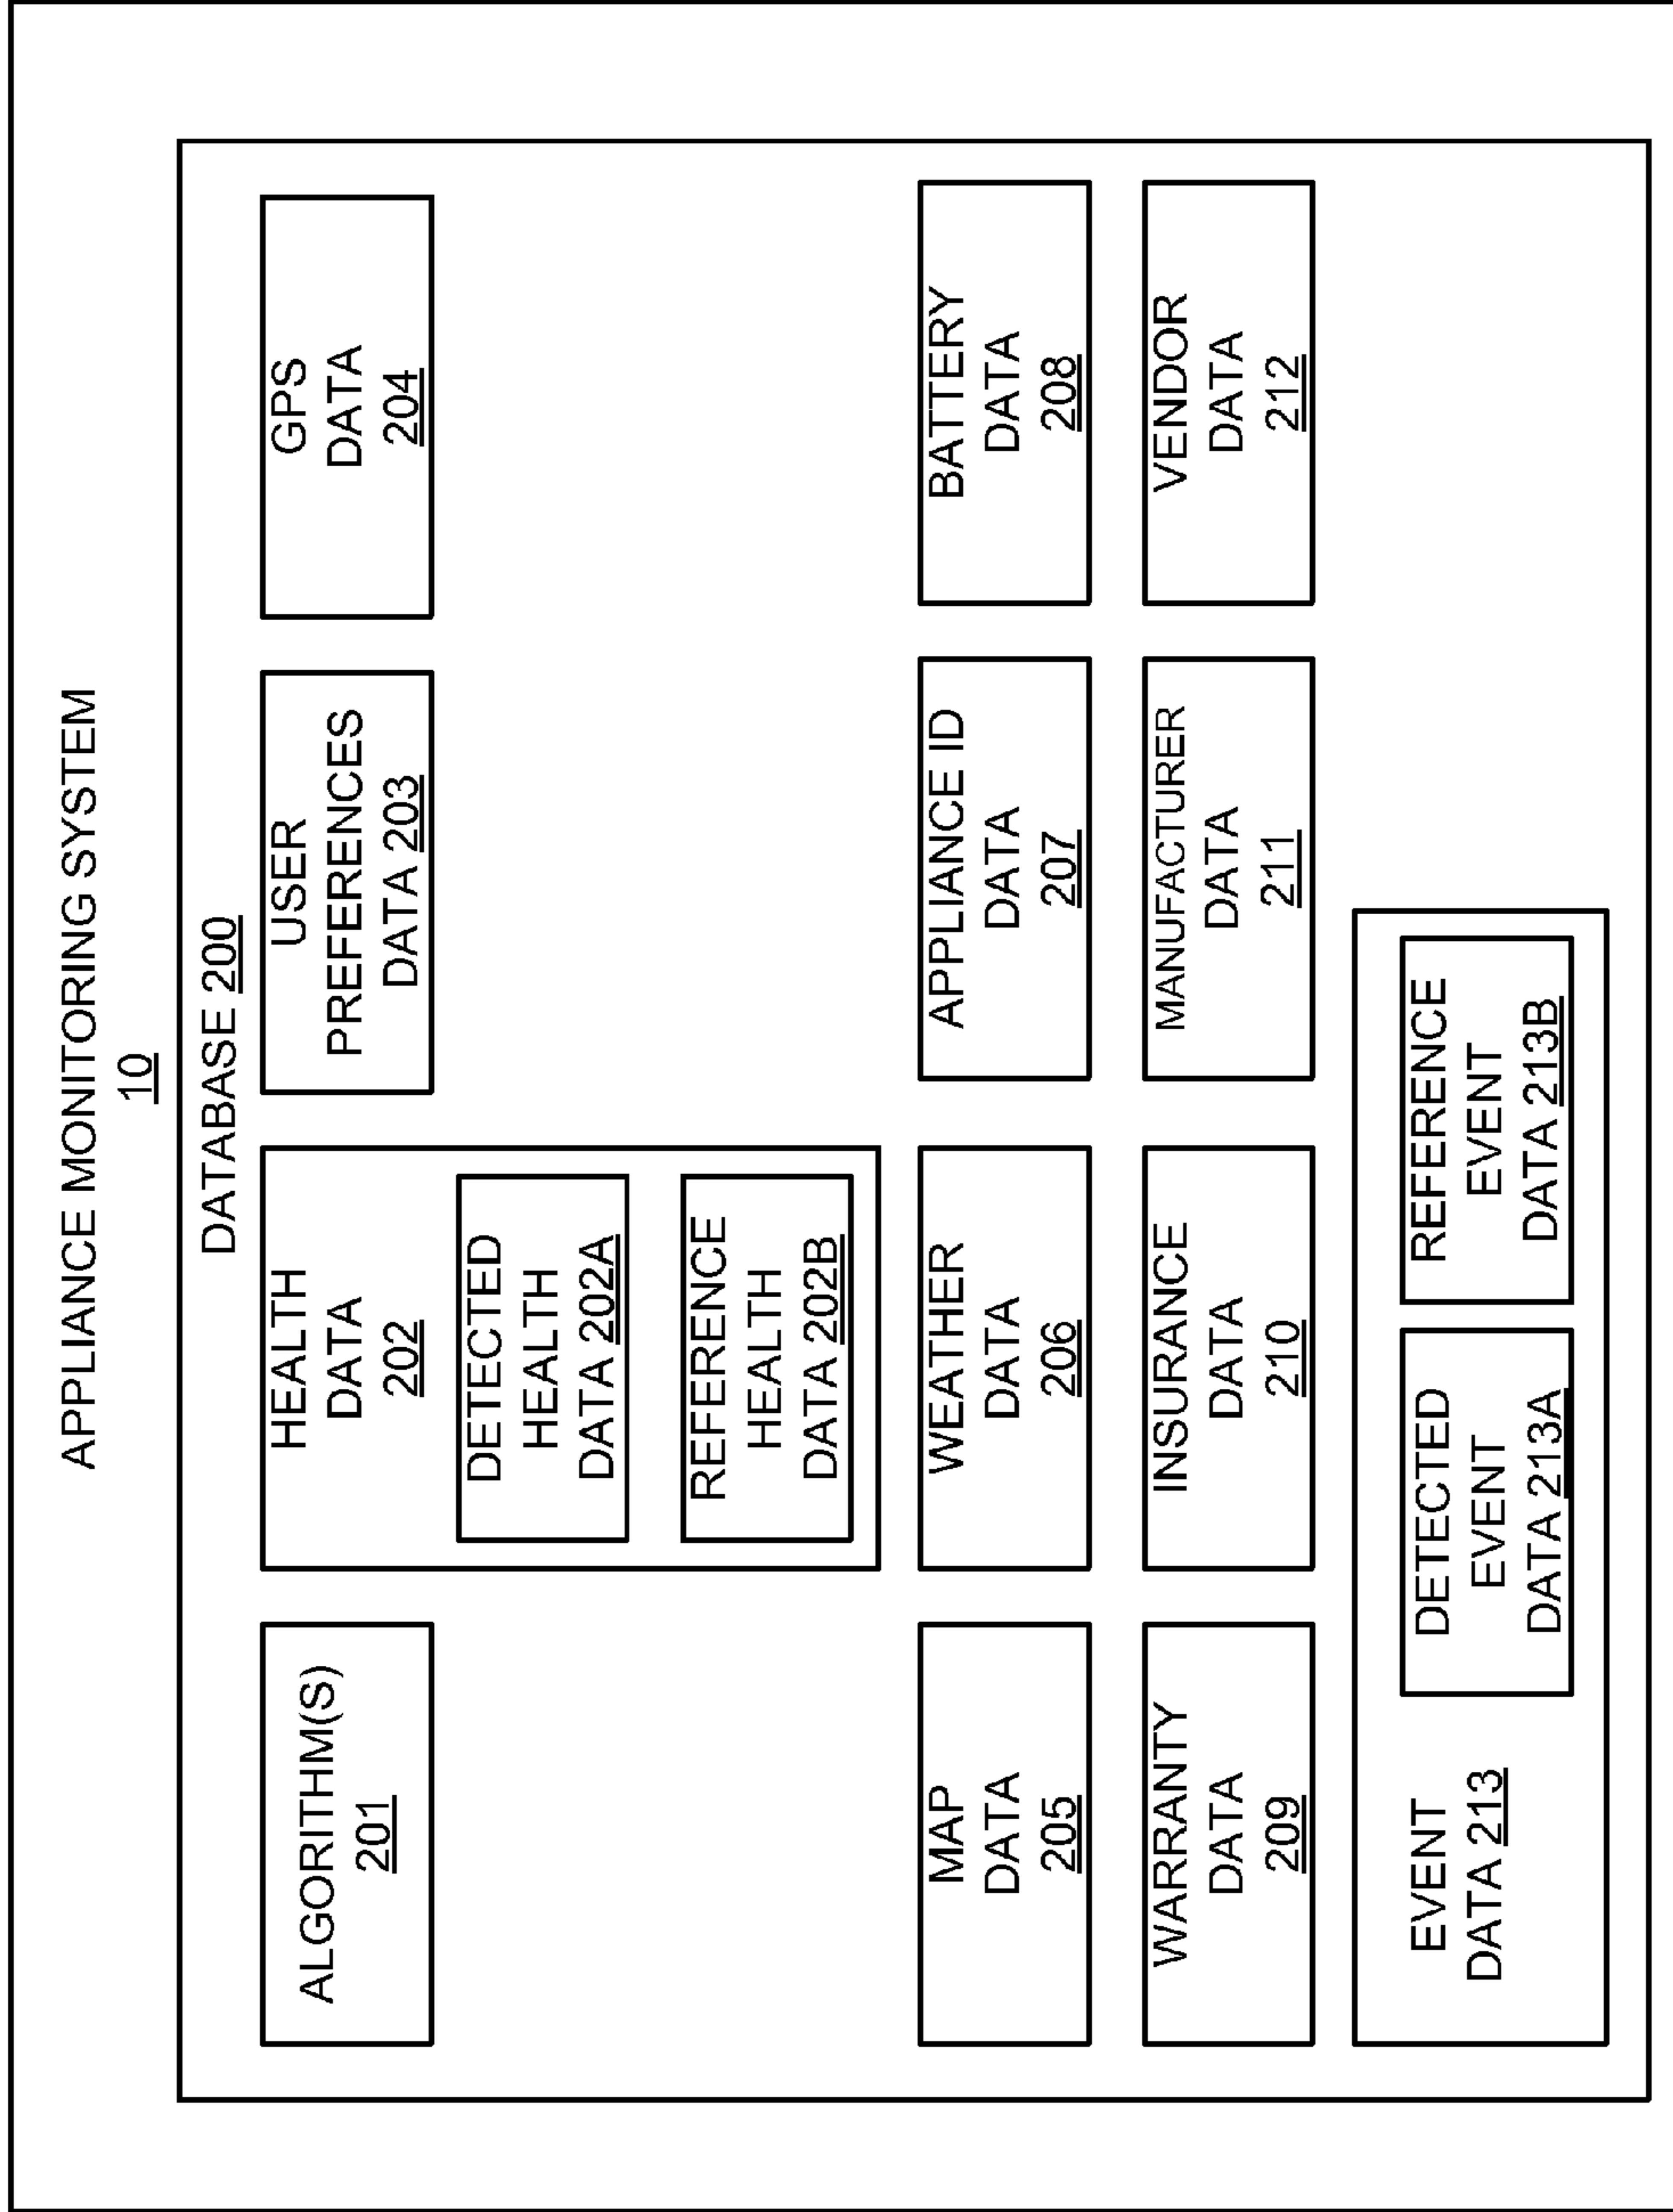 APPLIANCE MONITORING SYSTEM
10
DATABASE 200
ALGORITHM(S)
201
HEALTH
DATA
202
DETECTED
HEALTH
DATA 202A
REFERENCE
HEALTH
DATA 202B
USER
PREFERENCES
DATA 203
GPS
DATA
204
MAP
DATA
205
WEATHER
DATA
206
APPLIANCE ID
DATA
207
BATTERY
DATA
208
WARRANTY
DATA
209
INSURANCE
DATA
210
MANUFACTURER
DATA
211
VENDOR
DATA
212
EVENT
DATA 213
DETECTED
EVENT
DATA 213A
REFERENCE
EVENT
DATA 213B